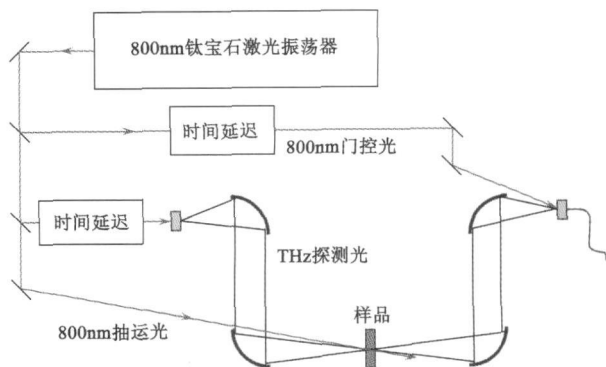 800nm钛宝石激光振荡器
时间延迟
800nm门控光
时间延迟
THz探测光
样品
800nm抽运光